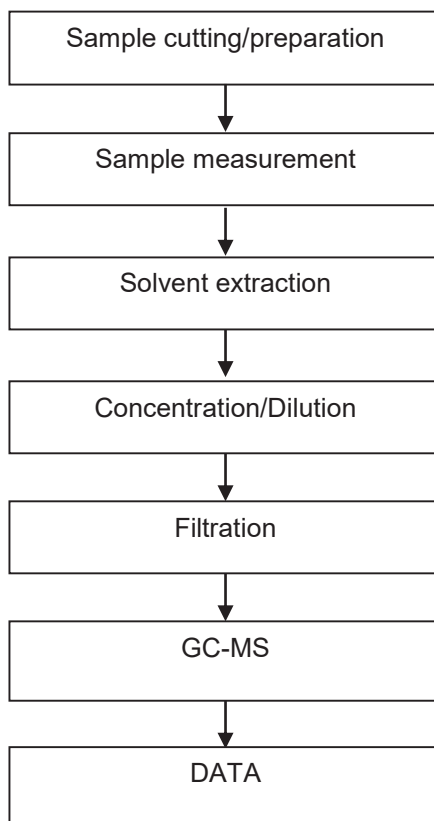 Sample cutting/preparation
Sample measurement
Solvent extraction
Concentration/Dilution
Filtration
GC-MS
DATA